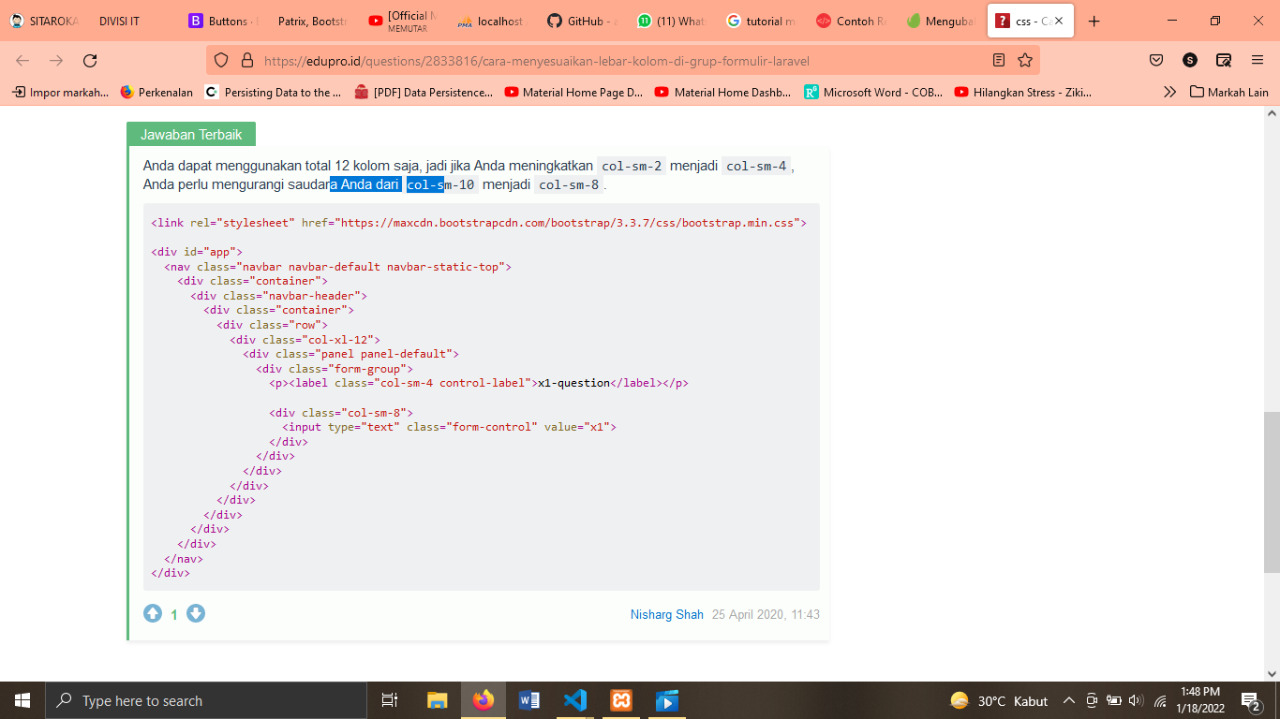 SITAROKA
DIVISI IT
Buttons ·
Patrix, Bootst
[Official M
MEMUTAR
localhost
GitHub - a
(11) What
tutorial m
Contoh R
Menguba
css - Ca
https://edupro.id/questions/2833816/cara-menyesuaikan-lebar-kolom-di-grup-formulir-laravel
Impor markah...
Perkenalan
Persisting Data to the ...
[PDF] Data Persistence...
Material Home Page D...
Material Home Dashb...
Microsoft Word - COB...
Hilangkan Stress - Ziki...
Markah Lain
Jawaban Terbaik
Anda dapat menggunakan total 12 kolom saja, jadi jika Anda meningkatkan col-sm-2 menjadi col-sm-4 ,
Anda perlu mengurangi saudara Anda dari col-sm-10 menjadi col-sm-8 .
<link rel="stylesheet" href="https://maxcdn.bootstrapcdn.com/bootstrap/3.3.7/css/bootstrap.min.css">
<div id="app">
<nav class="navbar navbar-default navbar-static-top">
<div class="container">
<div class="navbar-header">
<div class="container">
<div class="row">
<div class="col-xl-12">
<div class="panel panel-default">
<div class="form-group">
<p><label class="col-sm-4 control-label">x1-question</label></p>
<div class="col-sm-8">
<input type="text" class="form-control" value="x1">
</div>
</div>
</div>
</div>
</div>
</div>
</div>
</div>
</nav>
</div>
1
Nisharg Shah 25 April 2020, 11:43
Type here to search
30°C Kabut
1:48 PM
1/18/2022
2